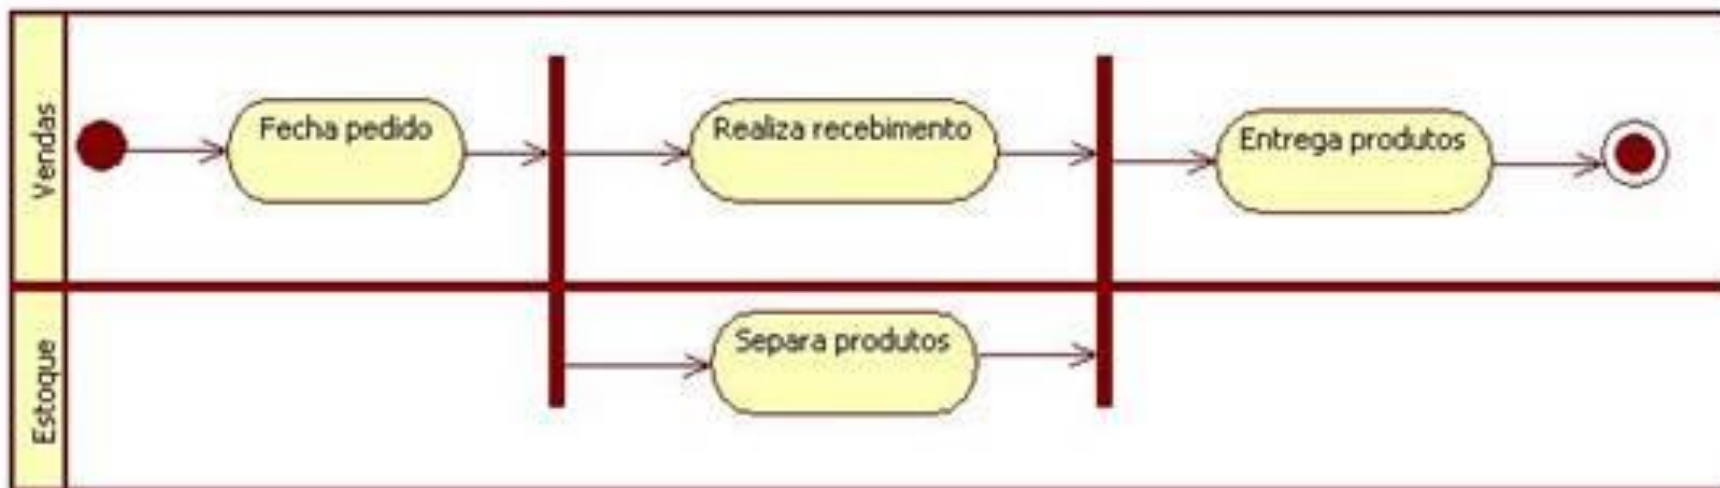 Vendas
Fecha pedido
Realiza recebimento
Entrega produtos
Estoque
Separa produtos